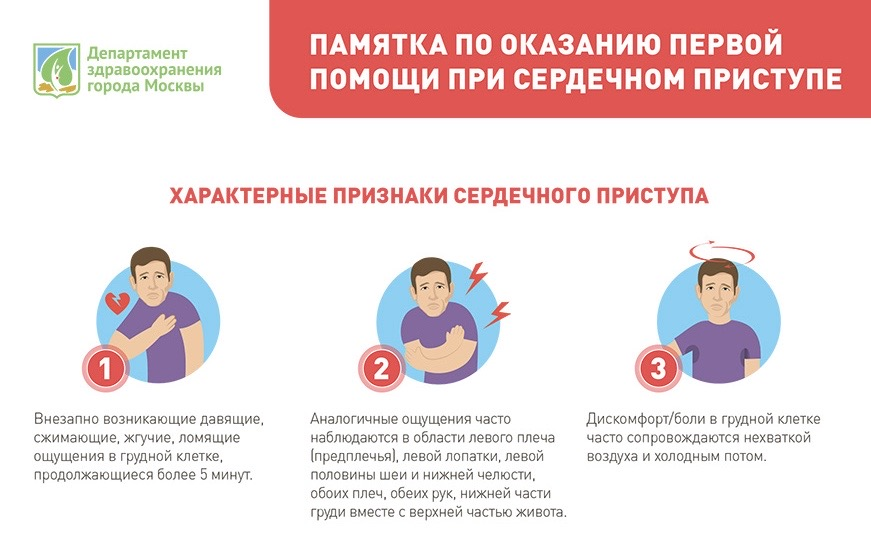 Департамент
здравоохранения
города Москвы
ПАМЯТКА ПО ОКАЗАНИЮ ПЕРВОЙ
ПОМОЩИ ПРИ СЕРДЕЧНОМ ПРИСТУПЕ
ХАРАКТЕРНЫЕ ПРИЗНАКИ СЕРДЕЧНОГО ПРИСТУПА
1
Внезапно возникающие давящие,
сжимающие, жгучие, ломящие
ощущения в грудной клетке,
продолжающиеся более 5 минут.
2
Аналогичные ощущения часто
наблюдаются в области левого плеча
(предплечья), левой лопатки, левой
половины шеи и нижней челюсти,
обоих плеч, обеих рук, нижней части
груди вместе с верхней частью живота.
3
Дискомфорт/боли в грудной клетке
часто сопровождаются нехваткой
воздуха и холодным потом.